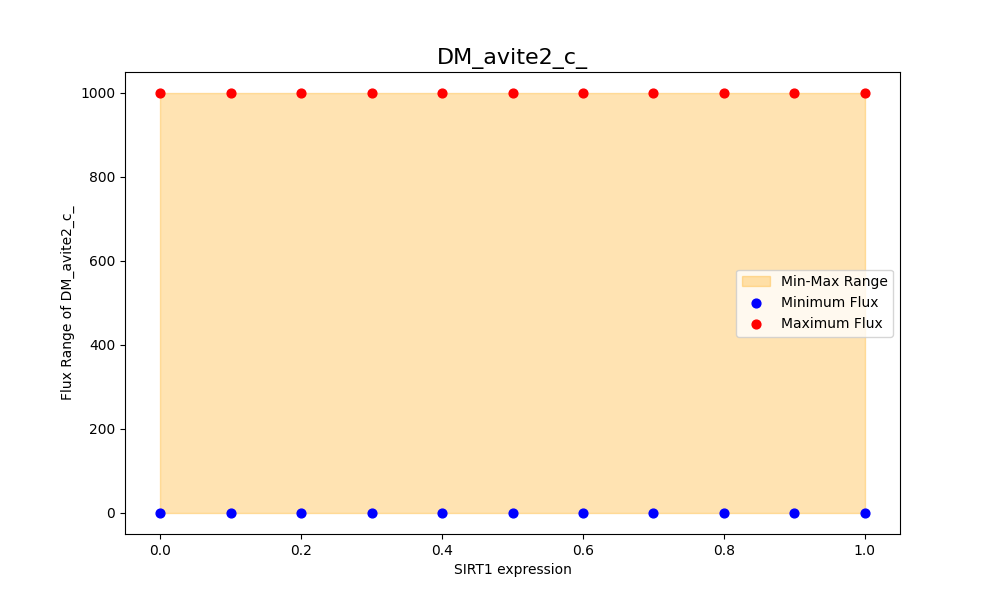 DM_avite2_c_
Flux Range of DM_avite2_c_
1000
800
600
400
200
0
Min-Max Range
Minimum Flux
Maximum Flux
0.0 0.2 0.4 0.6 0.8 1.0
SIRT1 expression